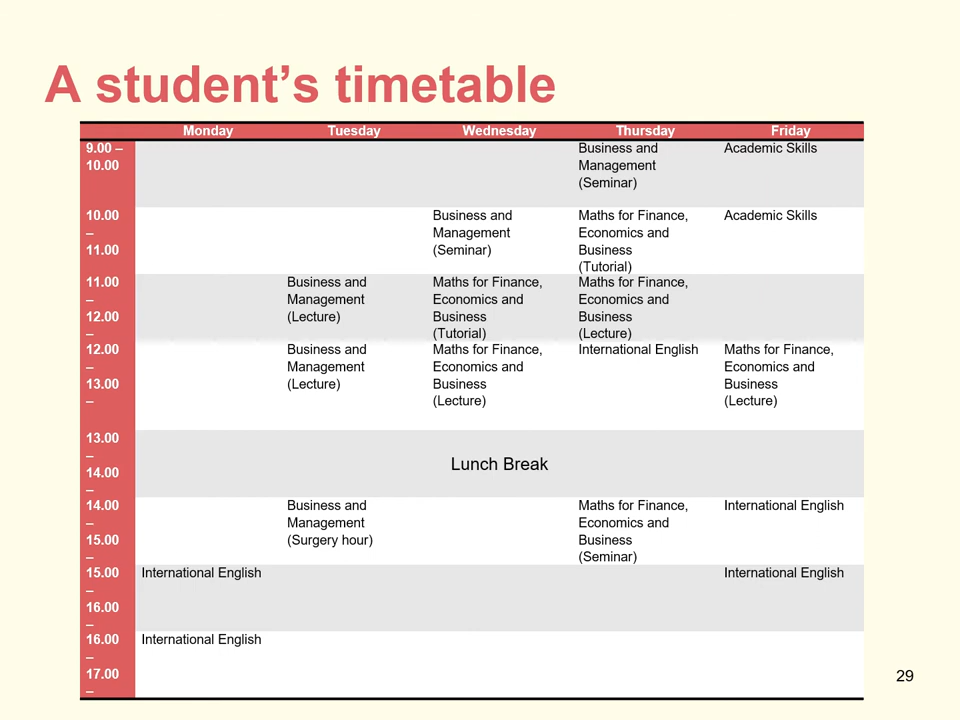 A student’s timetable
Monday Tuesday Wednesday Thursday Friday
9.00 –
10.00
Business and
Management
(Seminar)
Academic Skills
10.00
–
11.00
Business and
Management
(Seminar)
Maths for Finance,
Economics and
Business
(Tutorial)
Academic Skills
11.00
–
12.00
–
Business and
Management
(Lecture)
Maths for Finance,
Economics and
Business
(Tutorial)
Maths for Finance,
Economics and
Business
(Lecture)
12.00
–
13.00
–
Business and
Management
(Lecture)
Maths for Finance,
Economics and
Business
(Lecture)
International English
Maths for Finance,
Economics and
Business
(Lecture)
13.00
–
14.00
–
Lunch Break
14.00
–
15.00
–
Business and
Management
(Surgery hour)
Maths for Finance,
Economics and
Business
(Seminar)
International English
15.00
–
16.00
–
International English
International English
16.00
–
17.00
–
International English
29